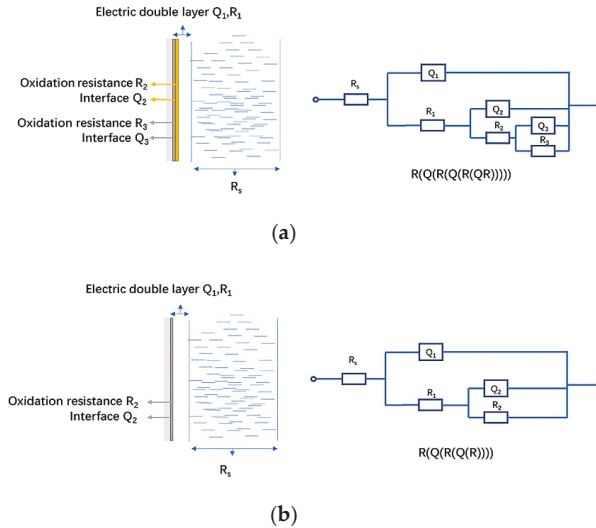 Electric double layer Q₁,R₁
Oxidation resistance R₂
Interface Q₂
Oxidation resistance R₃
Interface Q₃
Rₛ
Rₛ
Q₁
R₁
Q₂
R₂
Q₃
R₃
R(Q(R(Q(R(QR)))))
(a)
Electric double layer Q₁,R₁
Oxidation resistance R₂
Interface Q₂
Rₛ
Rₛ
Q₁
R₁
Q₂
R₂
R(Q(R(Q(R))))
(b)